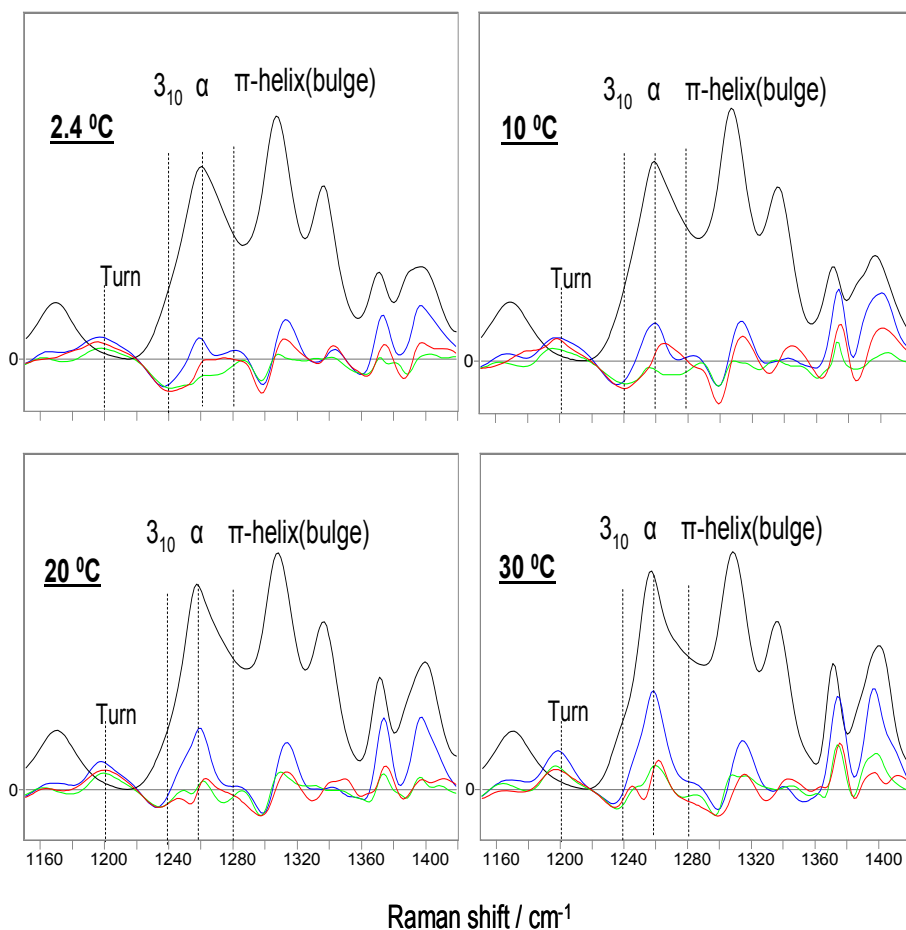 3₁₀ α π-helix(bulge)
2.4 ⁰C
Turn
0
3₁₀ α π-helix(bulge)
10 ⁰C
Turn
0
3₁₀ α π-helix(bulge)
20 ⁰C
Turn
0
1160 1200 1240 1280 1320 1360 1400
3₁₀ α π-helix(bulge)
30 ⁰C
Turn
0
1160 1200 1240 1280 1320 1360 1400
Raman shift / cm⁻¹